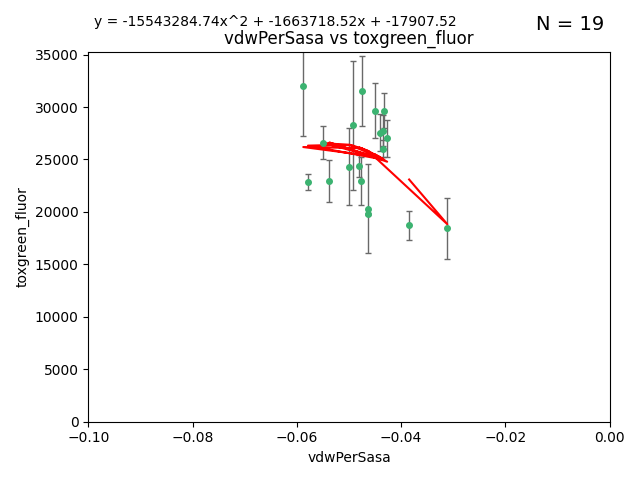 y = -15543284.74x^2 + -1663718.52x + -17907.52
N = 19
vdwPerSasa vs toxgreen_fluor
35000
30000
25000
20000
15000
10000
5000
0
toxgreen_fluor
−0.10
−0.08
−0.06
−0.04
−0.02
0.00
vdwPerSasa